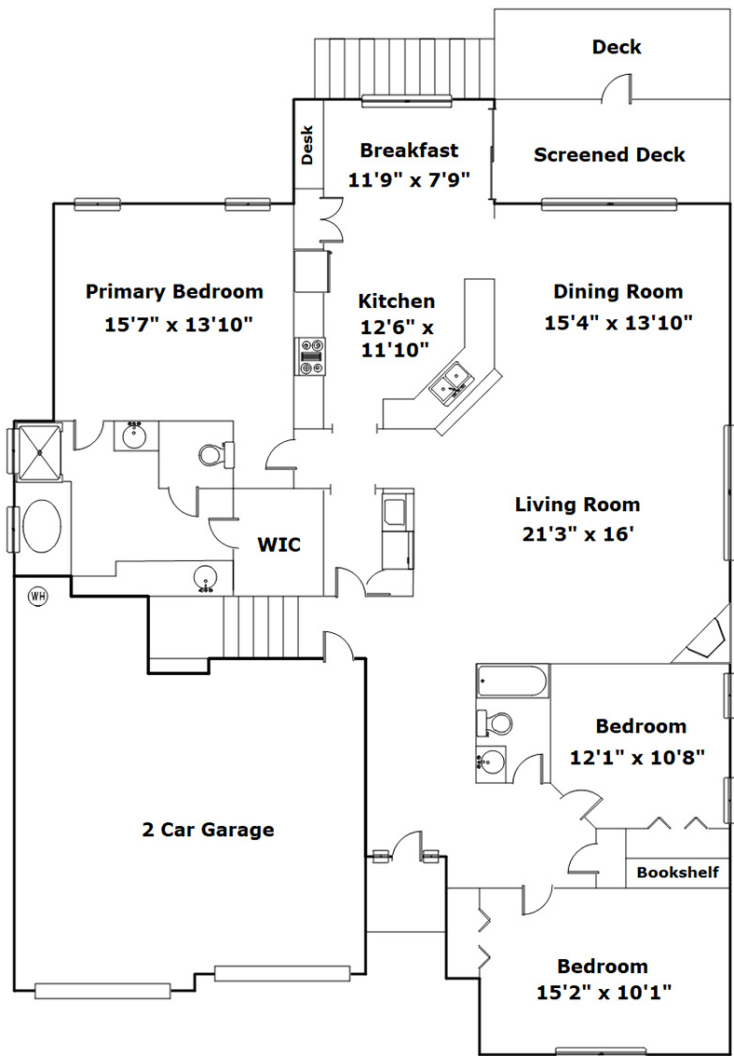 Deck
Desk
Breakfast
11'9" x 7'9"
Screened Deck
Primary Bedroom
15'7" x 13'10"
Kitchen
12'6" x
11'10"
Dining Room
15'4" x 13'10"
Living Room
21'3" x 16'
WIC
WH
Bedroom
12'1" x 10'8"
2 Car Garage
Bookshelf
Bedroom
15'2" x 10'1"